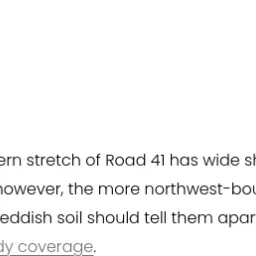 ern stretch of Road 41 has wide sh
however, the more northwest-bou
eddish soil should tell them apar
dy coverage.